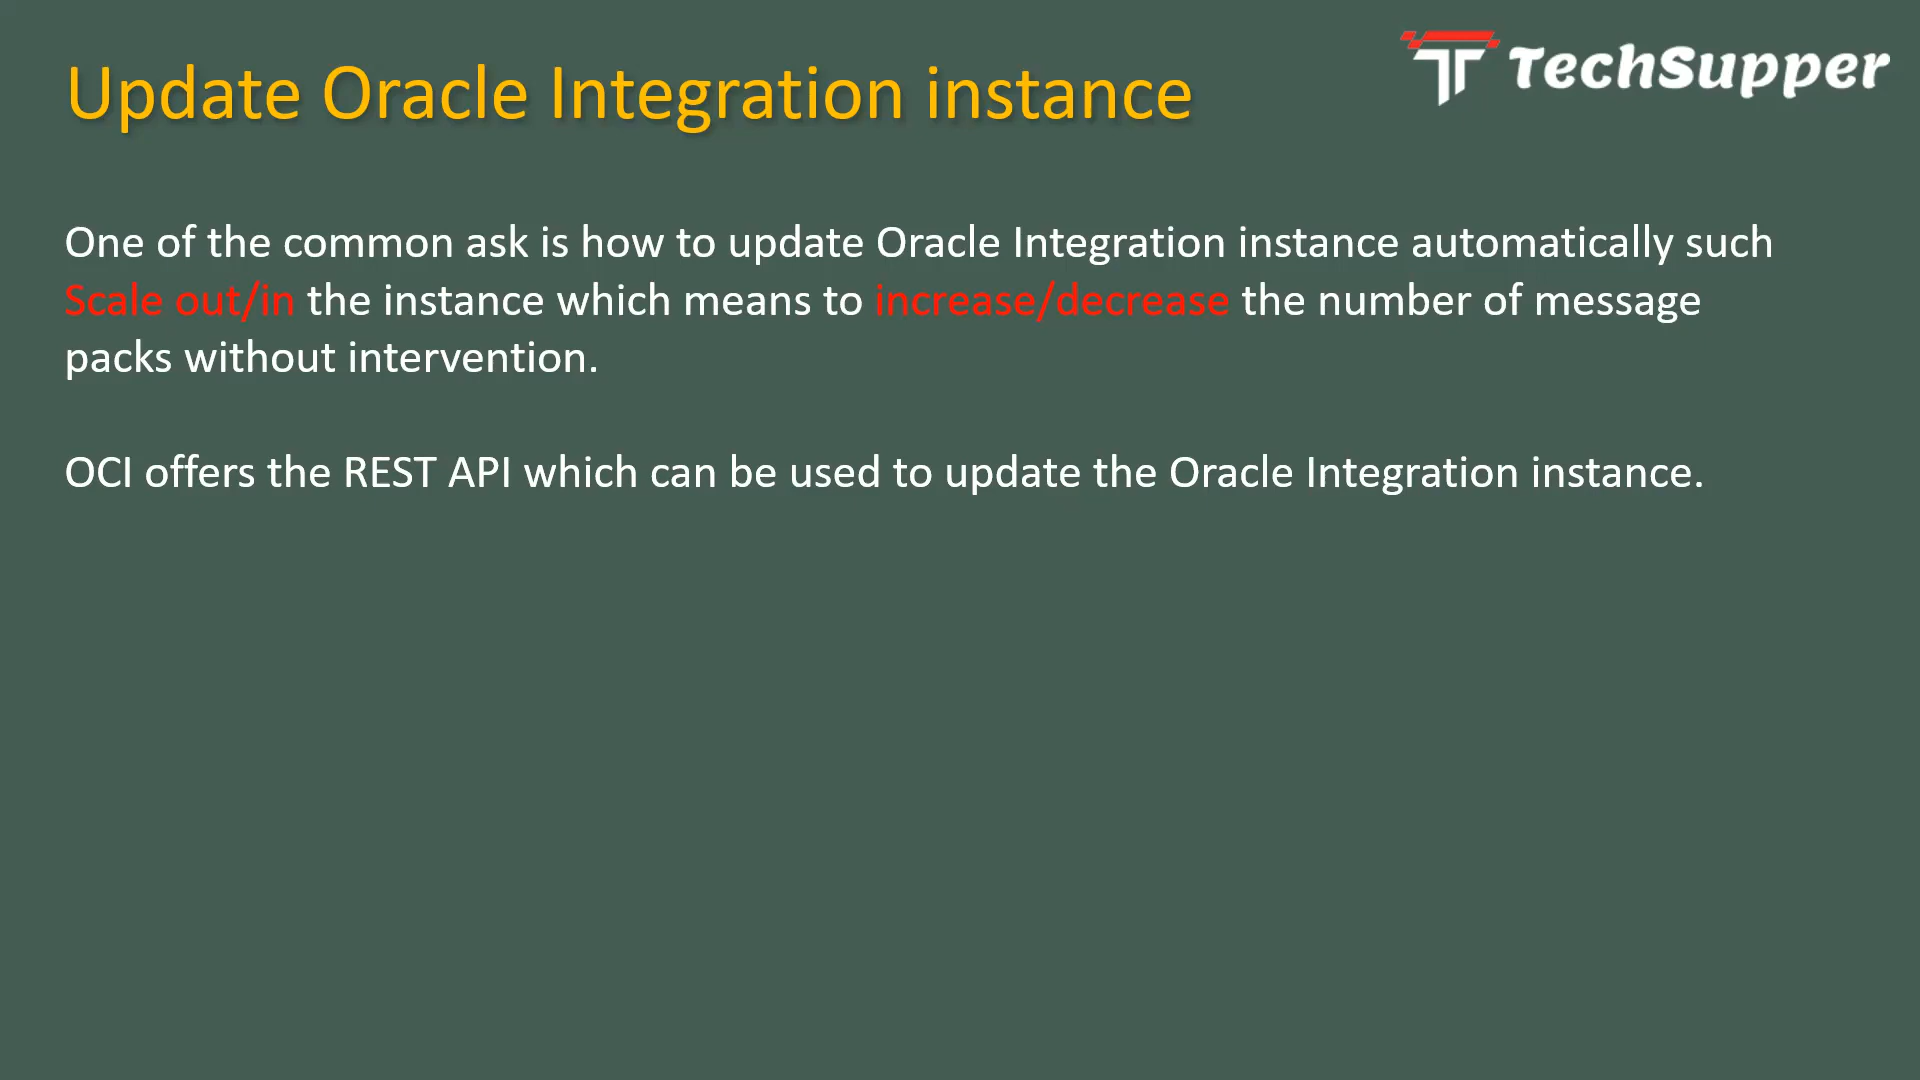 Update Oracle Integration instance
TechSupper
One of the common ask is how to update Oracle Integration instance automatically such
Scale out/in the instance which means to increase/decrease the number of message
packs without intervention.
OCI offers the REST API which can be used to update the Oracle Integration instance.